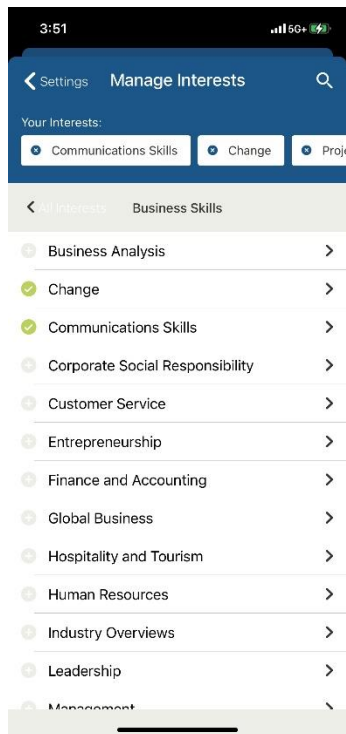 3:51 5G+
Settings Manage Interests
Your Interests:
Communications Skills Change Proj
All Interests Business Skills
Business Analysis
Change
Communications Skills
Corporate Social Responsibility
Customer Service
Entrepreneurship
Finance and Accounting
Global Business
Hospitality and Tourism
Human Resources
Industry Overviews
Leadership
Management